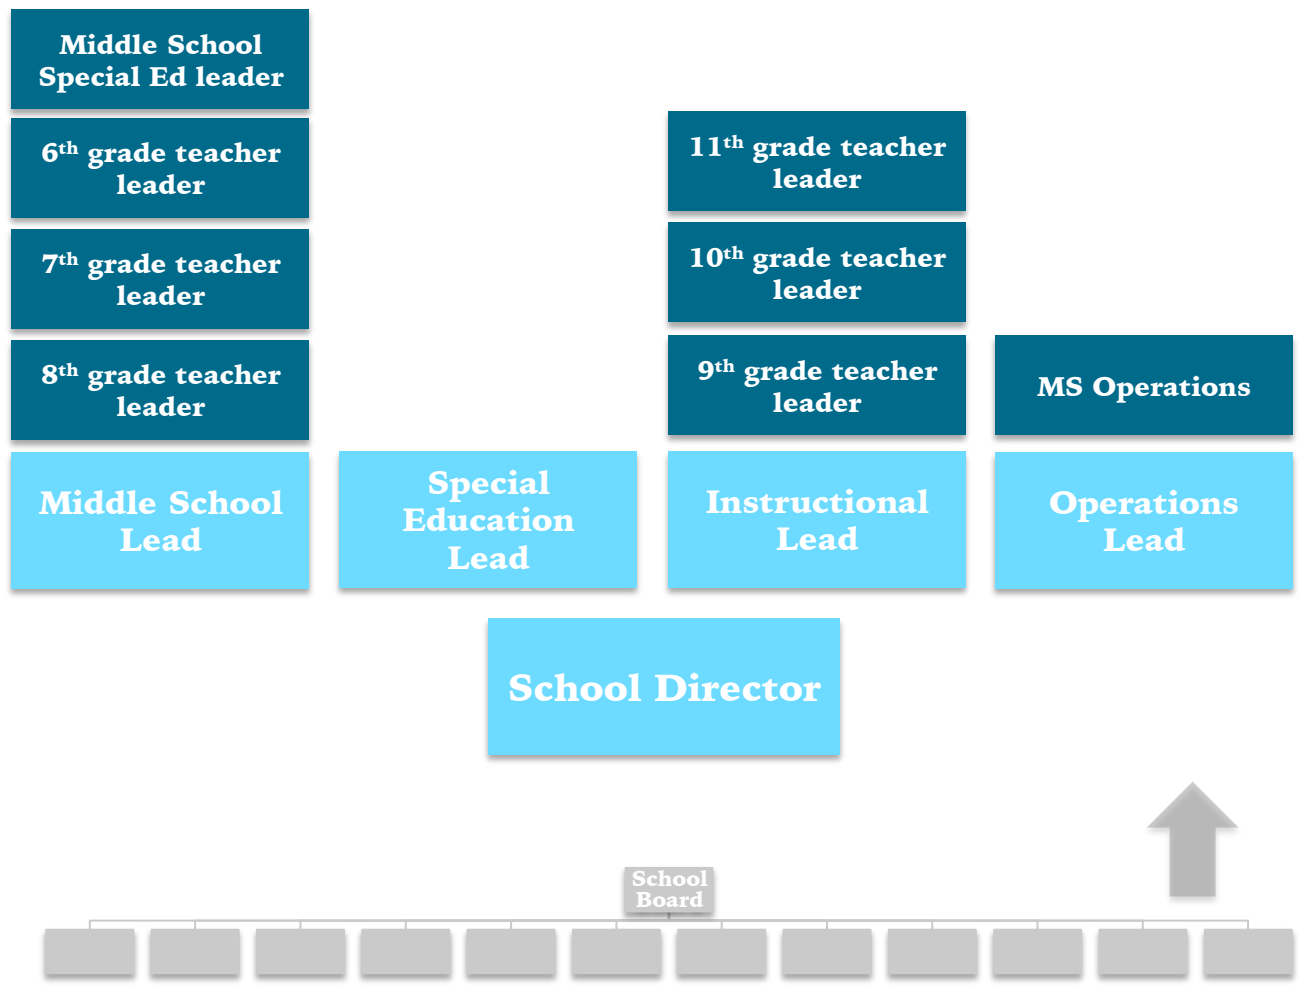 Middle School
Special Ed leader
6th grade teacher
leader
7th grade teacher
leader
8th grade teacher
leader
Middle School
Lead
Special
Education
Lead
11th grade teacher
leader
10th grade teacher
leader
9th grade teacher
leader
Instructional
Lead
MS Operations
Operations
Lead
School Director
School
Board